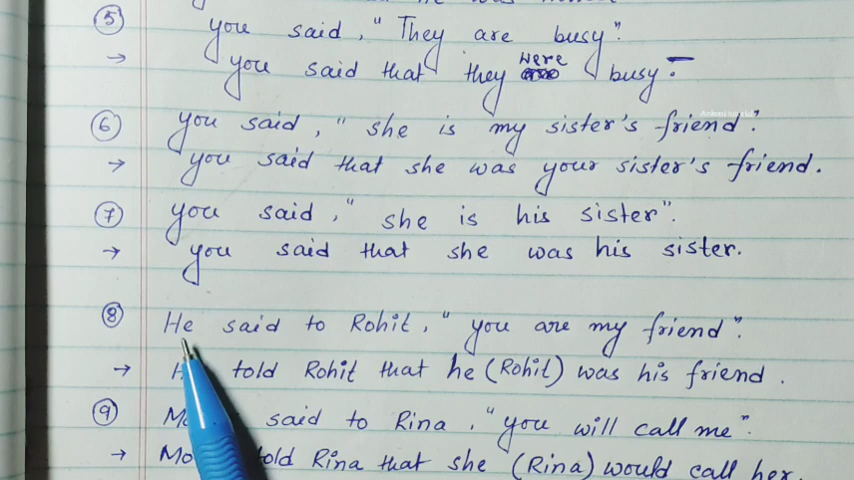 ⑤ you said, "They are busy".
→ you said that they were busy.
⑥ you said, "she is my sister's friend".
→ you said that she was your sister's friend.
⑦ you said, "she is his sister".
→ you said that she was his sister.
⑧ He said to Rohit, "you are my friend".
→ told Rohit that he (Rohit) was his friend.
⑨ said to Rina, "you will call me".
→ told Rina that she (Rina) would call her.